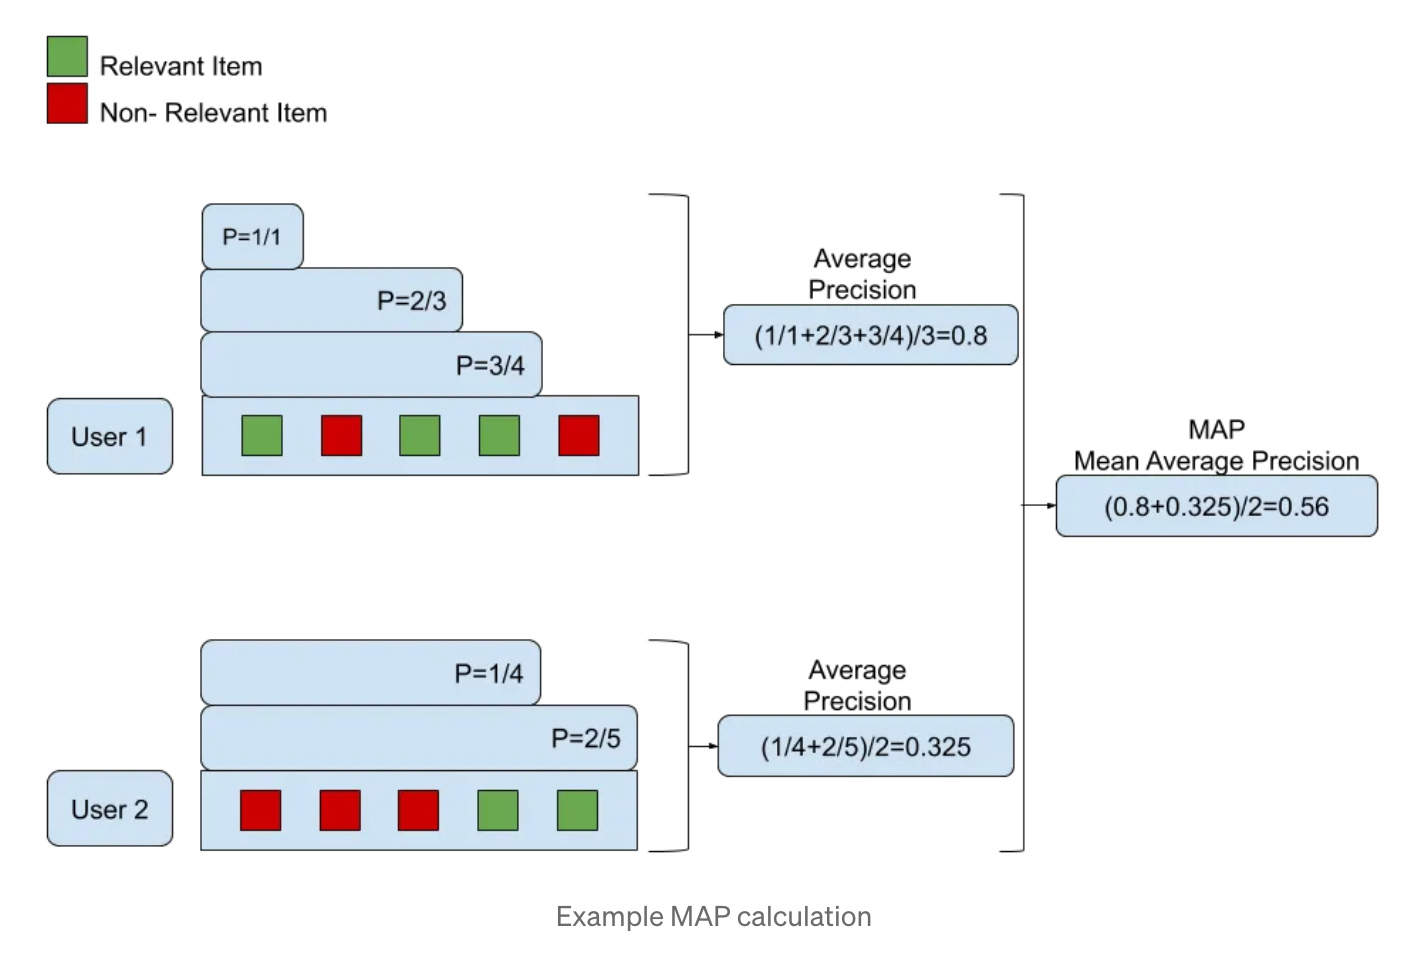 Relevant Item
Non- Relevant Item
P=1/1
P=2/3
P=3/4
User 1
Average
Precision
(1/1+2/3+3/4)/3=0.8
MAP
Mean Average Precision
(0.8+0.325)/2=0.56
P=1/4
P=2/5
User 2
Average
Precision
(1/4+2/5)/2=0.325
Example MAP calculation